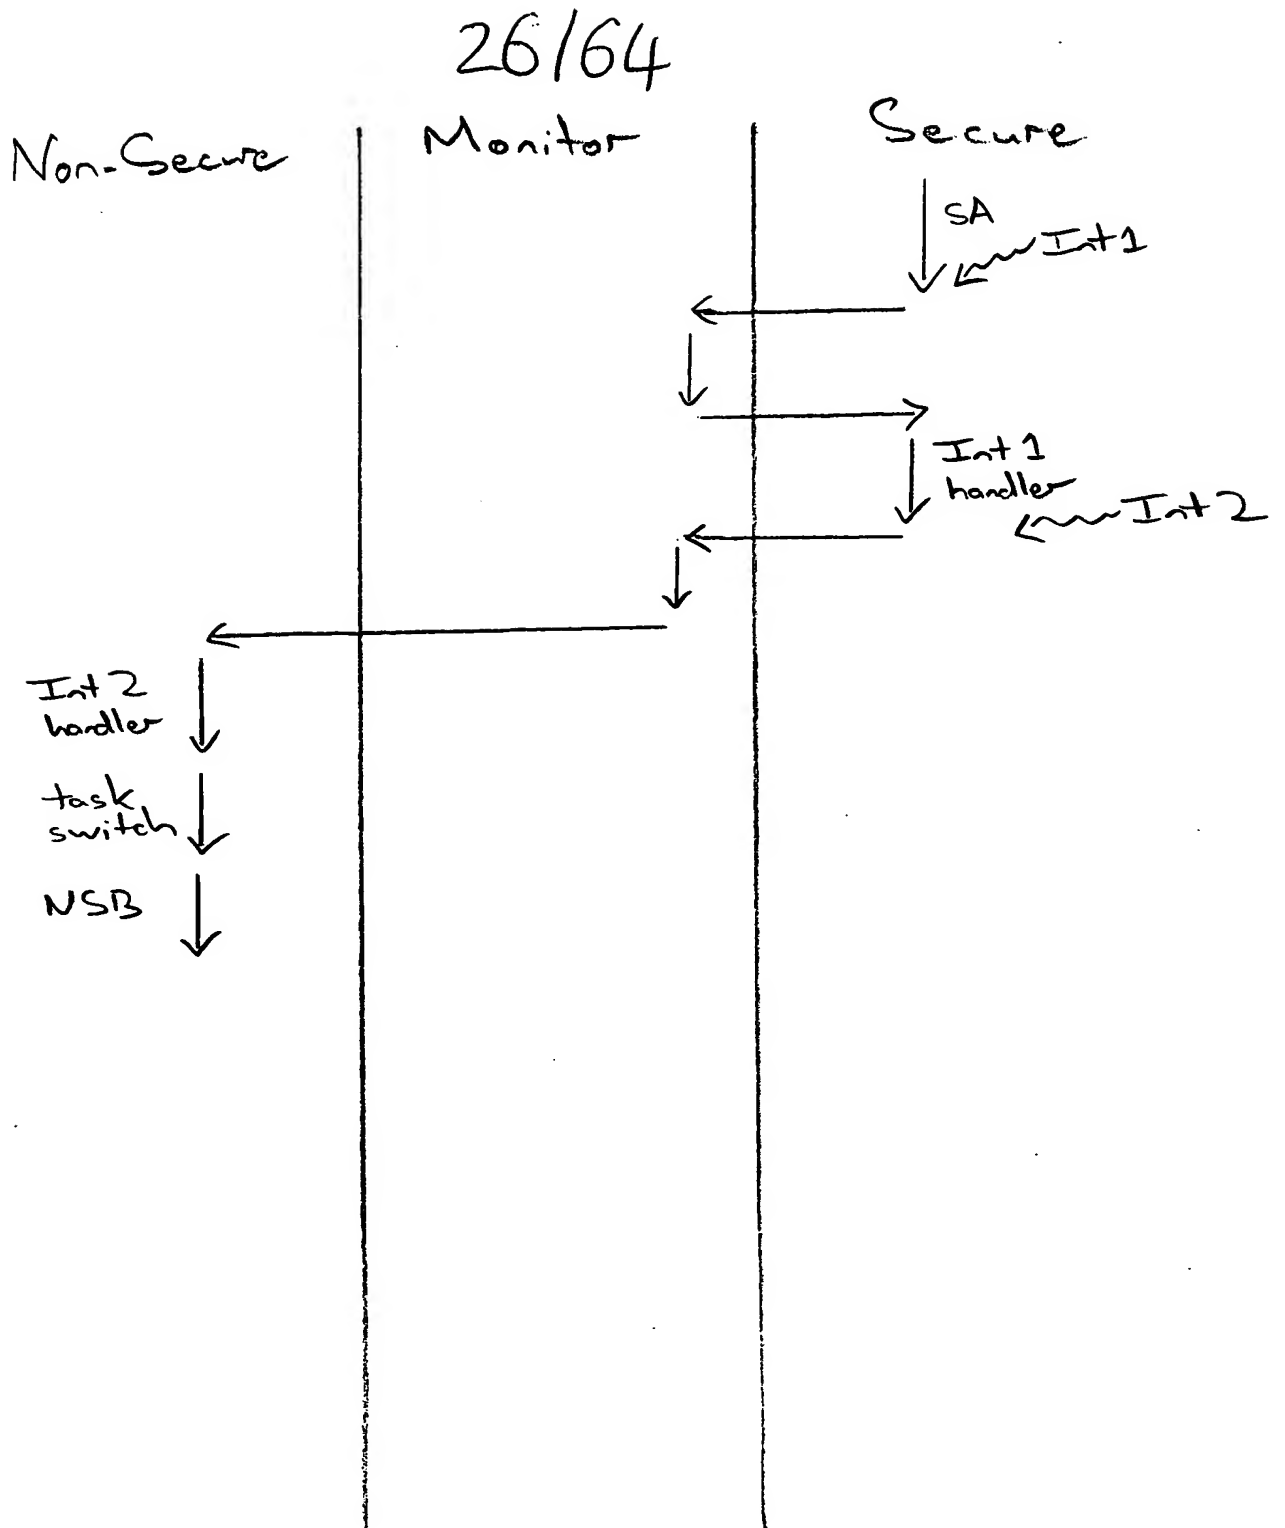 26/64
Non-Secure
Monitor
Secure
SA
Int 1
Int 1
handler
Int 2
Int 2
handler
task
switch
NSB